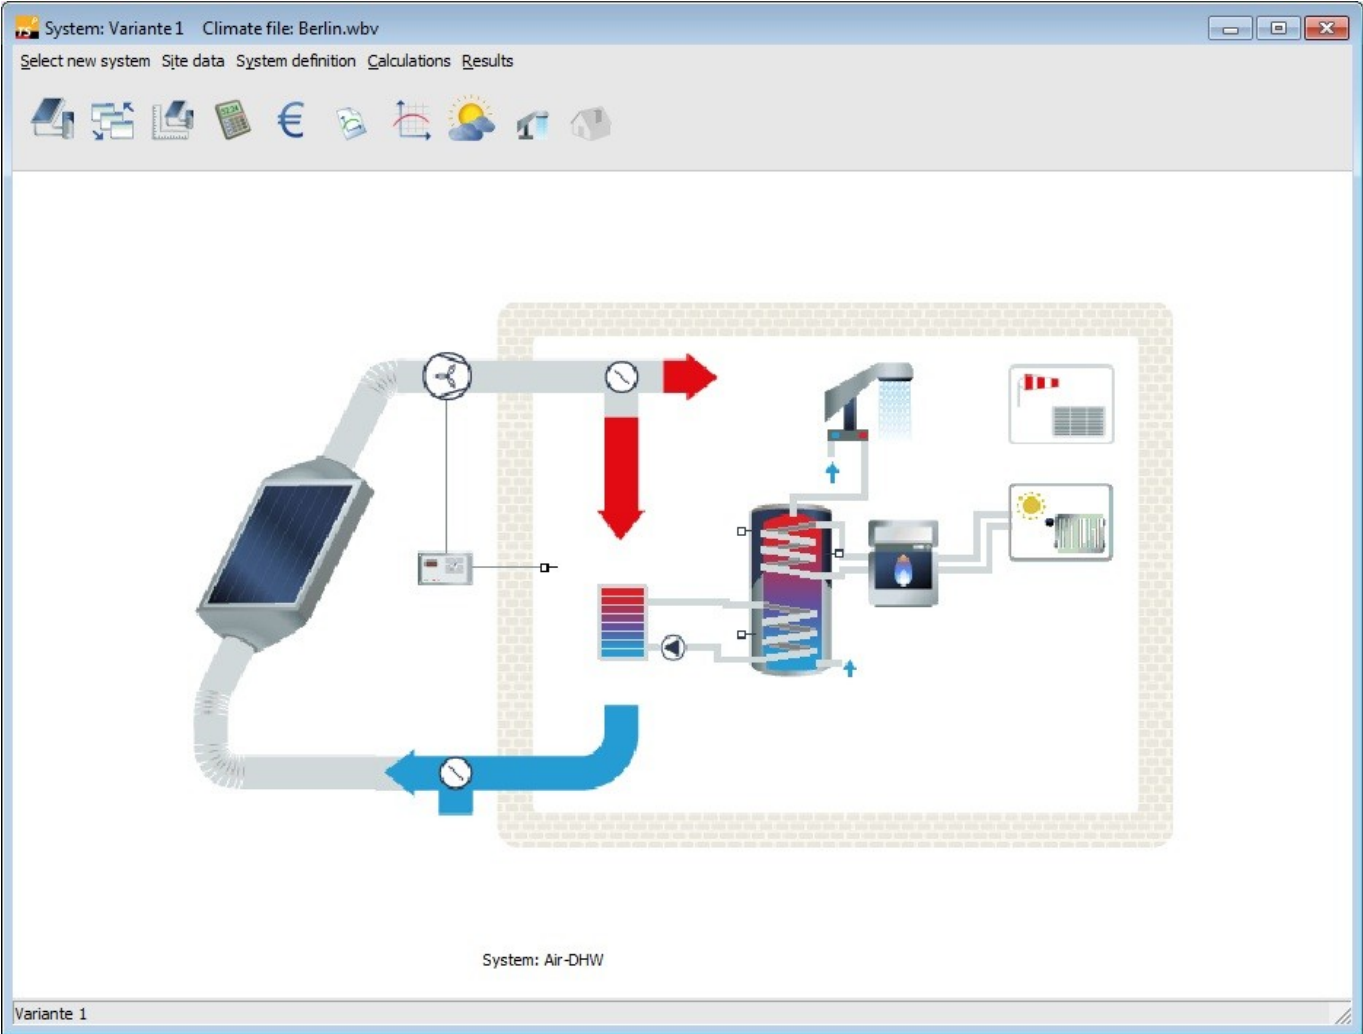 System: Variante 1 Climate file: Berlin.wbv
Select new system Site data System definition Calculations Results
System: Air-DHW
Variante 1